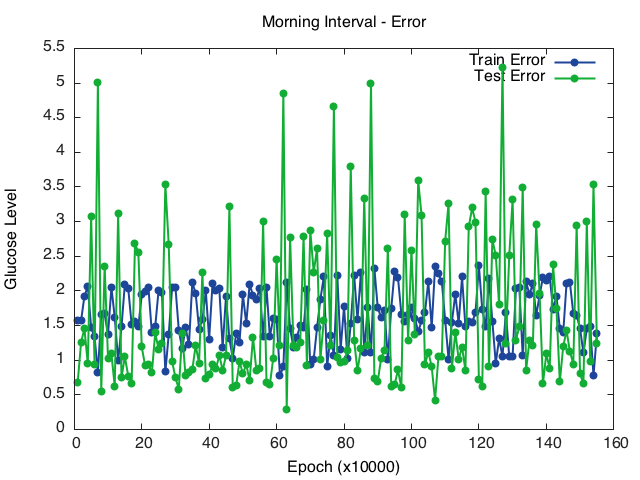 Morning Interval - Error
Train Error
Test Error
5.5
5
4.5
4
3.5
3
2.5
2
1.5
1
0.5
0
Glucose Level
0 20 40 60 80 100 120 140 160
Epoch (x10000)